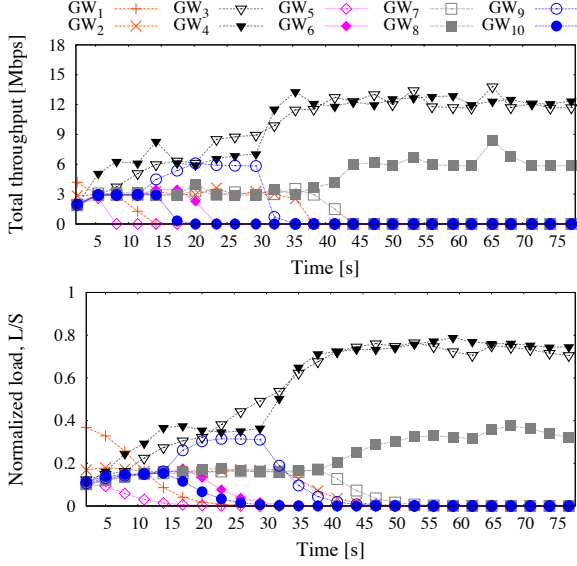 GW1 GW3 GW5 GW7 GW9
GW2 GW4 GW6 GW8 GW10
Total throughput [Mbps]
18
15
12
9
6
3
0
5 10 15 20 25 30 35 40 45 50 55 60 65 70 75
Time [s]
Normalized load, L/S
1
0.8
0.6
0.4
0.2
0
5 10 15 20 25 30 35 40 45 50 55 60 65 70 75
Time [s]